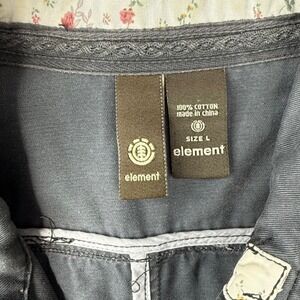 element
100% COTTON
made in china
SIZE L
element